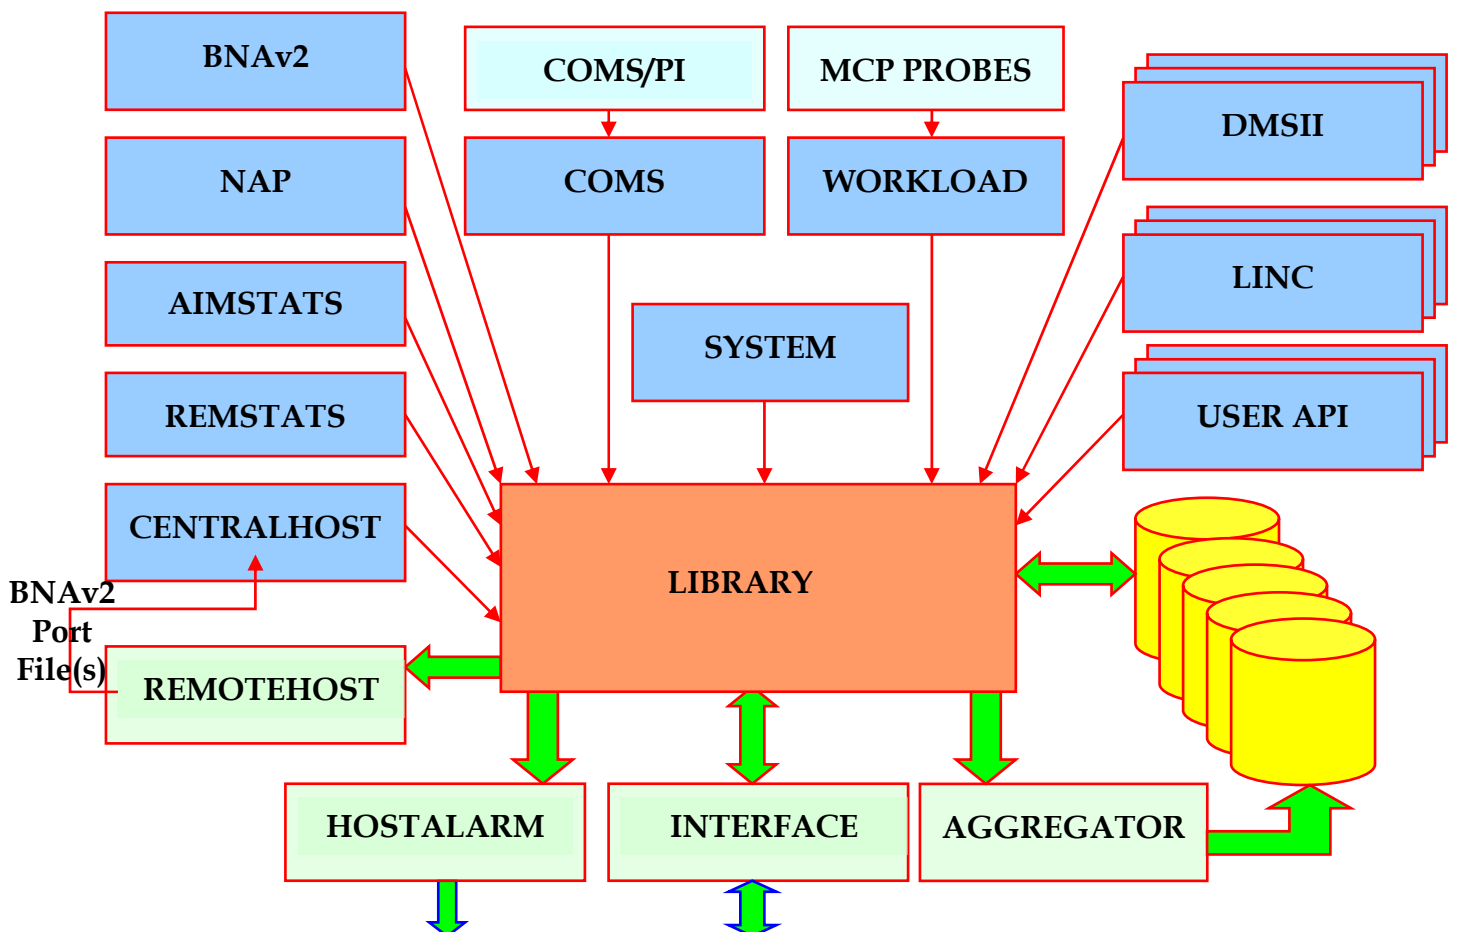 BNAv2
COMS/PI
MCP PROBES
DMSII
NAP
COMS
WORKLOAD
LINC
AIMSTATS
SYSTEM
REMSTATS
USER API
CENTRALHOST
LIBRARY
BNAv2
Port
File(s)
REMOTEHOST
HOSTALARM
INTERFACE
AGGREGATOR